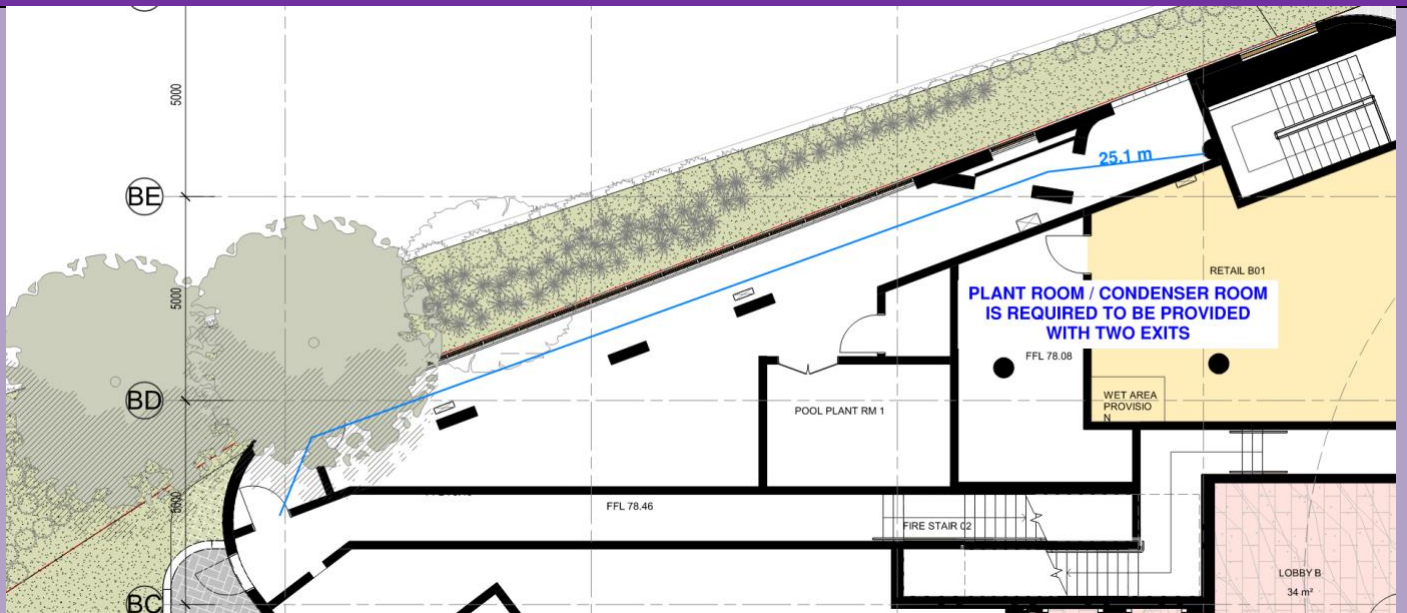 5000
BE
25.1 m
RETAIL B01
PLANT ROOM / CONDENSER ROOM
IS REQUIRED TO BE PROVIDED
WITH TWO EXITS
5000
FFL 78.08
BD
POOL PLANT RM 1
WET AREA
PROVISIO
N
FFL 78.46
FIRE STAIR 02
LOBBY B
34 m²
BC